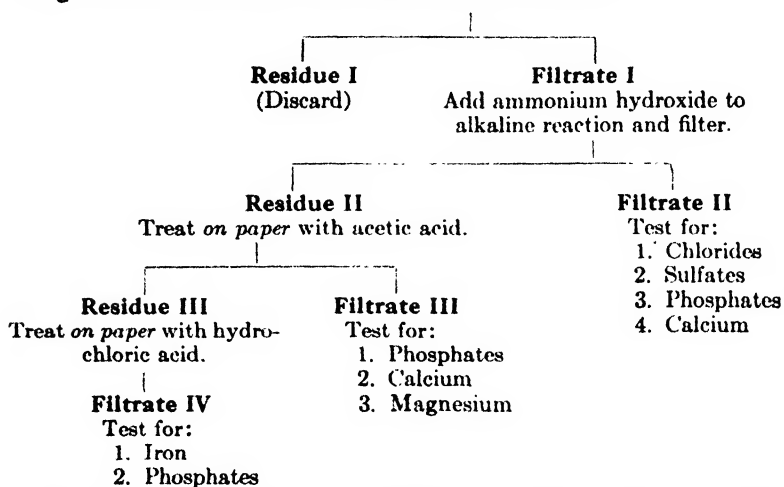 Residue I
(Discard)
Filtrate I
Add ammonium hydroxide to
alkaline reaction and filter.
Residue II
Treat on paper with acetic acid.
Filtrate II
Test for:
1. Chlorides
2. Sulfates
3. Phosphates
4. Calcium
Residue III
Treat on paper with hydro-
chloric acid.
Filtrate III
Test for:
1. Phosphates
2. Calcium
3. Magnesium
Filtrate IV
Test for:
1. Iron
2. Phosphates